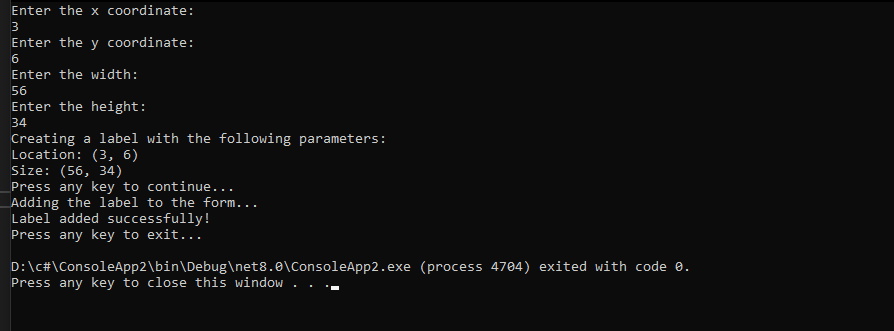 Enter the x coordinate:
3
Enter the y coordinate:
6
Enter the width:
56
Enter the height:
34
Creating a label with the following parameters:
Location: (3, 6)
Size: (56, 34)
Press any key to continue...
Adding the label to the form...
Label added successfully!
Press any key to exit...
D:\c#\ConsoleApp2\bin\Debug\net8.0\ConsoleApp2.exe (process 4704) exited with code 0.
Press any key to close this window . . .